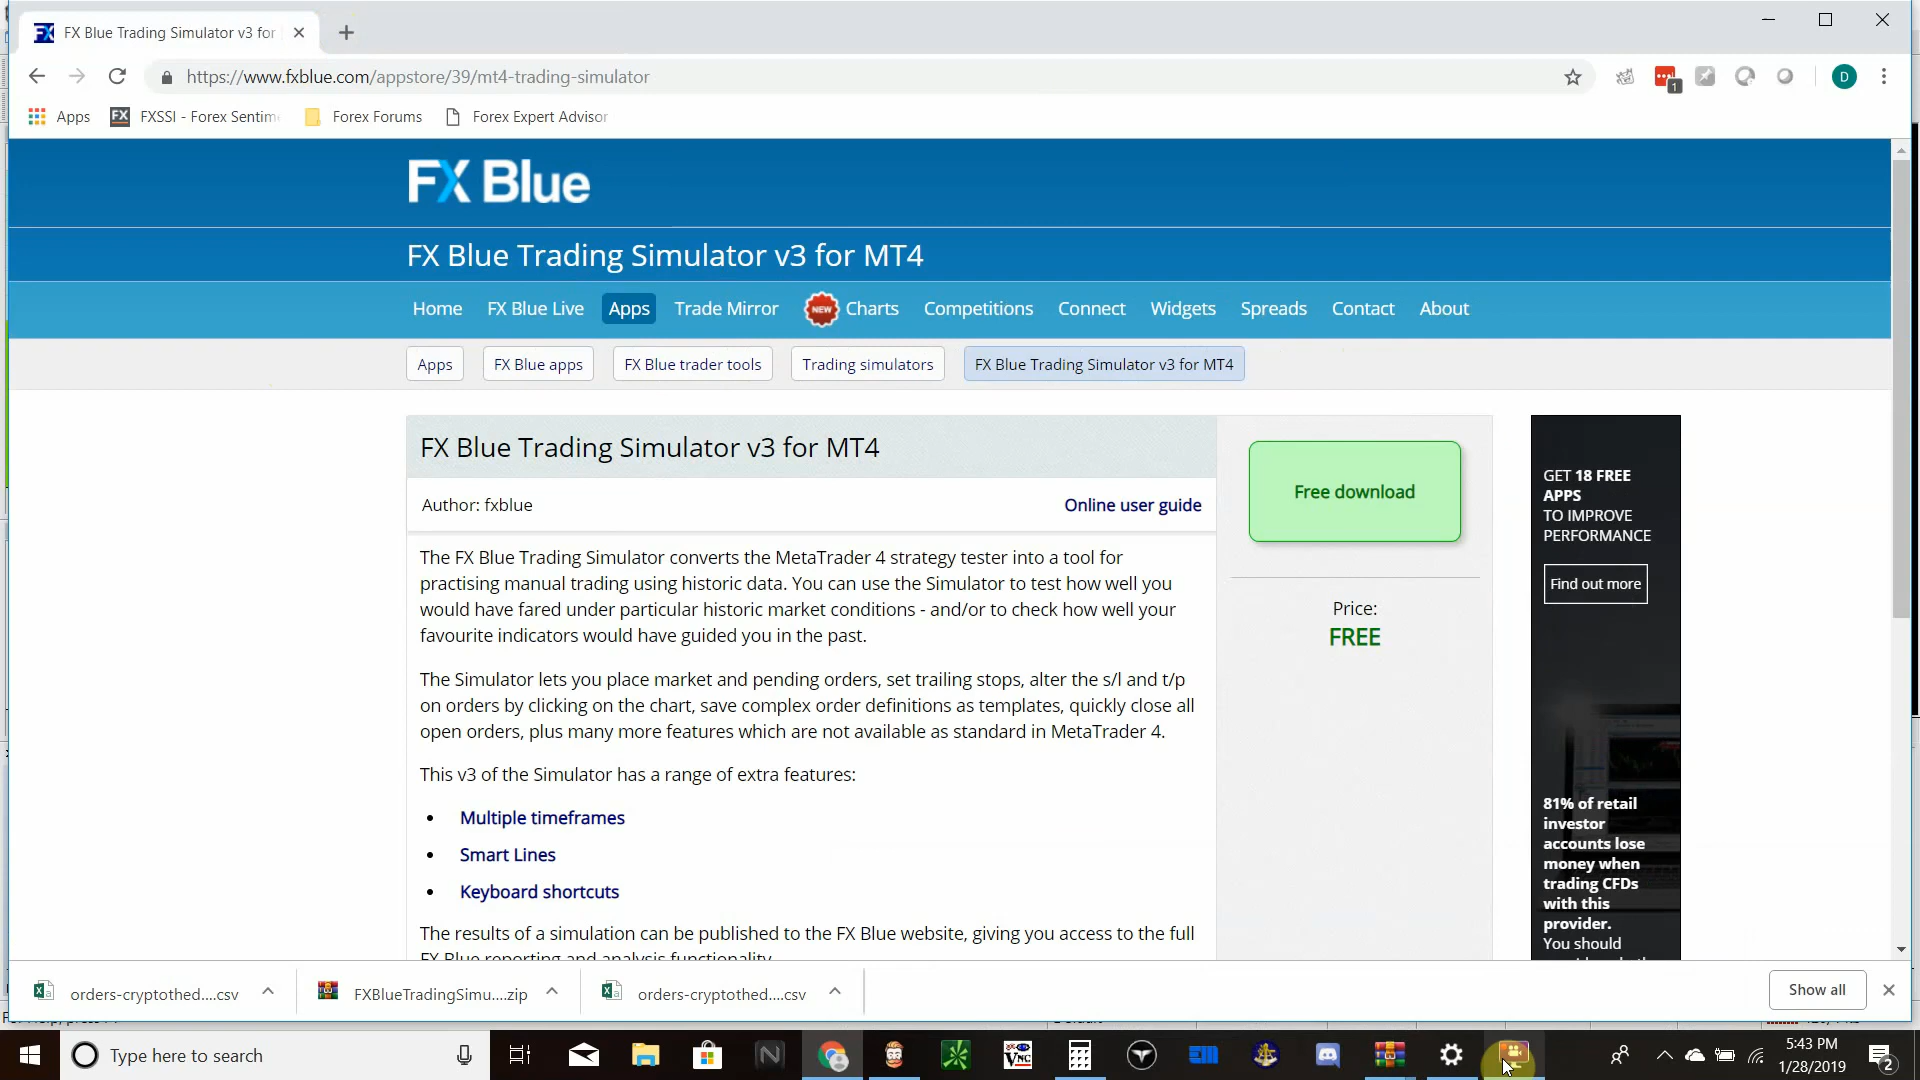 FX Blue Trading Simulator v3 for
https://www.fxblue.com/appstore/39/mt4-trading-simulator
1
D
Apps
FXSSI - Forex Sentim
Forex Forums
Forex Expert Advisor
FX Blue
FX Blue Trading Simulator v3 for MT4
Home
FX Blue Live
Apps
Trade Mirror
NEW
Charts
Competitions
Connect
Widgets
Spreads
Contact
About
Apps
FX Blue apps
FX Blue trader tools
Trading simulators
FX Blue Trading Simulator v3 for MT4
FX Blue Trading Simulator v3 for MT4
Author: fxblue
Online user guide
The FX Blue Trading Simulator converts the MetaTrader 4 strategy tester into a tool for
practising manual trading using historic data. You can use the Simulator to test how well you
would have fared under particular historic market conditions - and/or to check how well your
favourite indicators would have guided you in the past.
The Simulator lets you place market and pending orders, set trailing stops, alter the s/l and t/p
on orders by clicking on the chart, save complex order definitions as templates, quickly close all
open orders, plus many more features which are not available as standard in MetaTrader 4.
This v3 of the Simulator has a range of extra features:
• Multiple timeframes
• Smart Lines
• Keyboard shortcuts
The results of a simulation can be published to the FX Blue website, giving you access to the full
FX Blue reporting and analysis functionality.
Free download
Price:
FREE
GET 18 FREE
APPS
TO IMPROVE
PERFORMANCE
Find out more
81% of retail
investor
accounts lose
money when
trading CFDs
with this
provider.
You should
orders-cryptothed....csv
FXBlueTradingSimu....zip
orders-cryptothed....csv
Show all
Type here to search
VNC
5:43 PM
1/28/2019
2